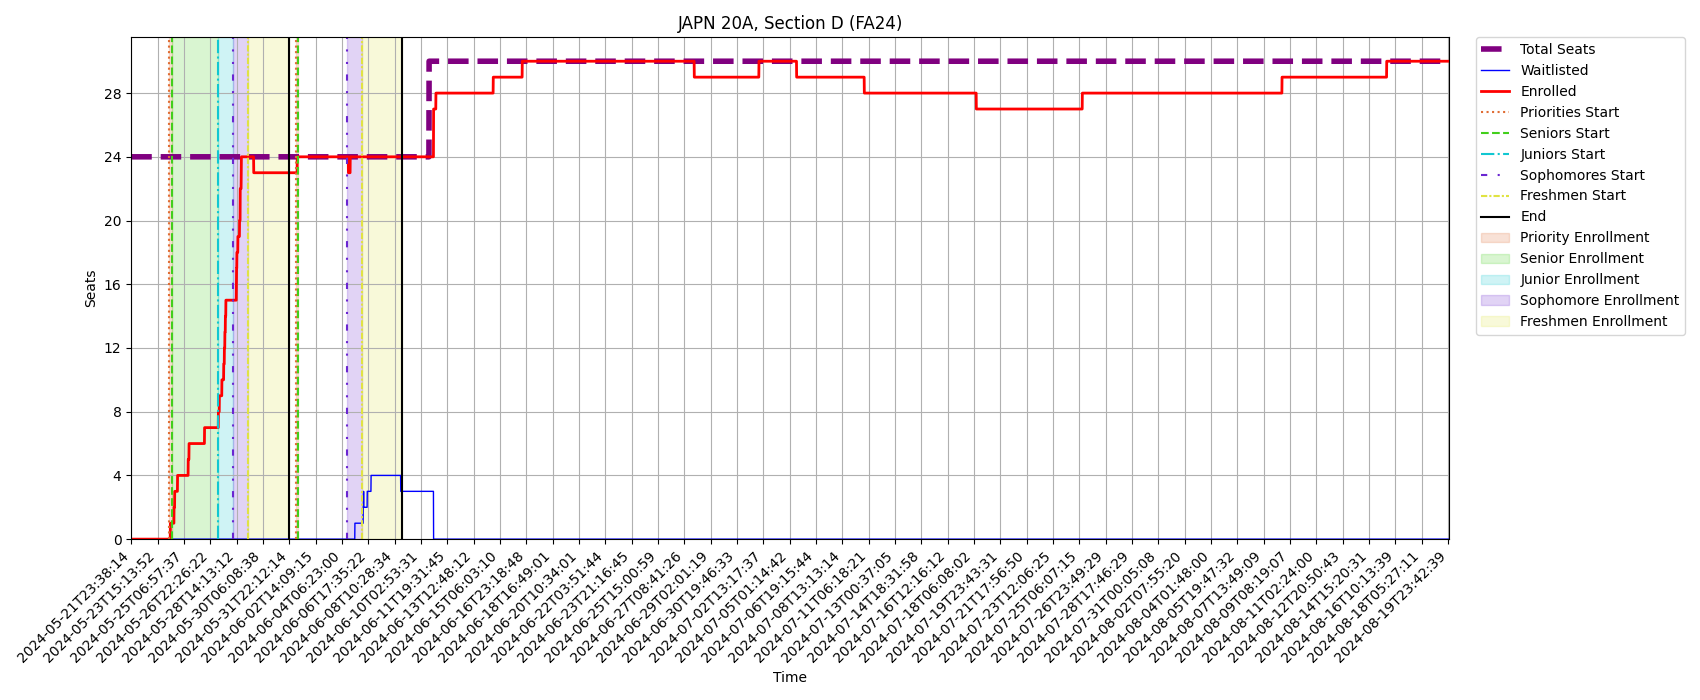 JAPN 20A, Section D (FA24)
Total Seats
Waitlisted
Enrolled
Priorities Start
Seniors Start
Juniors Start
Sophomores Start
Freshmen Start
End
Priority Enrollment
Senior Enrollment
Junior Enrollment
Sophomore Enrollment
Freshmen Enrollment
Seats
28
24
20
16
12
8
4
0
2024-05-21T23:38:14
2024-05-23T15:13:52
2024-05-25T06:57:37
2024-05-26T22:26:22
2024-05-28T14:13:12
2024-05-30T06:08:38
2024-05-31T22:12:14
2024-06-02T14:09:15
2024-06-04T06:23:00
2024-06-06T17:35:22
2024-06-08T10:28:34
2024-06-10T02:53:31
2024-06-11T19:31:45
2024-06-13T12:48:12
2024-06-15T06:03:10
2024-06-16T23:18:48
2024-06-18T16:49:01
2024-06-20T10:34:01
2024-06-22T03:51:44
2024-06-23T21:16:45
2024-06-25T15:00:59
2024-06-27T08:41:26
2024-06-29T02:01:19
2024-06-30T19:46:33
2024-07-02T13:17:37
2024-07-05T01:14:42
2024-07-06T19:15:44
2024-07-08T13:13:14
2024-07-11T06:18:21
2024-07-13T00:37:05
2024-07-14T18:31:58
2024-07-16T12:16:12
2024-07-18T06:08:02
2024-07-19T23:43:31
2024-07-21T17:56:50
2024-07-23T12:06:25
2024-07-25T06:07:15
2024-07-26T23:49:29
2024-07-28T17:46:29
2024-07-31T00:05:08
2024-08-02T07:55:20
2024-08-04T01:48:00
2024-08-05T19:47:32
2024-08-07T13:49:09
2024-08-09T08:19:07
2024-08-11T02:24:00
2024-08-12T20:50:43
2024-08-14T15:20:31
2024-08-16T10:13:39
2024-08-18T05:27:11
2024-08-19T23:42:39
Time